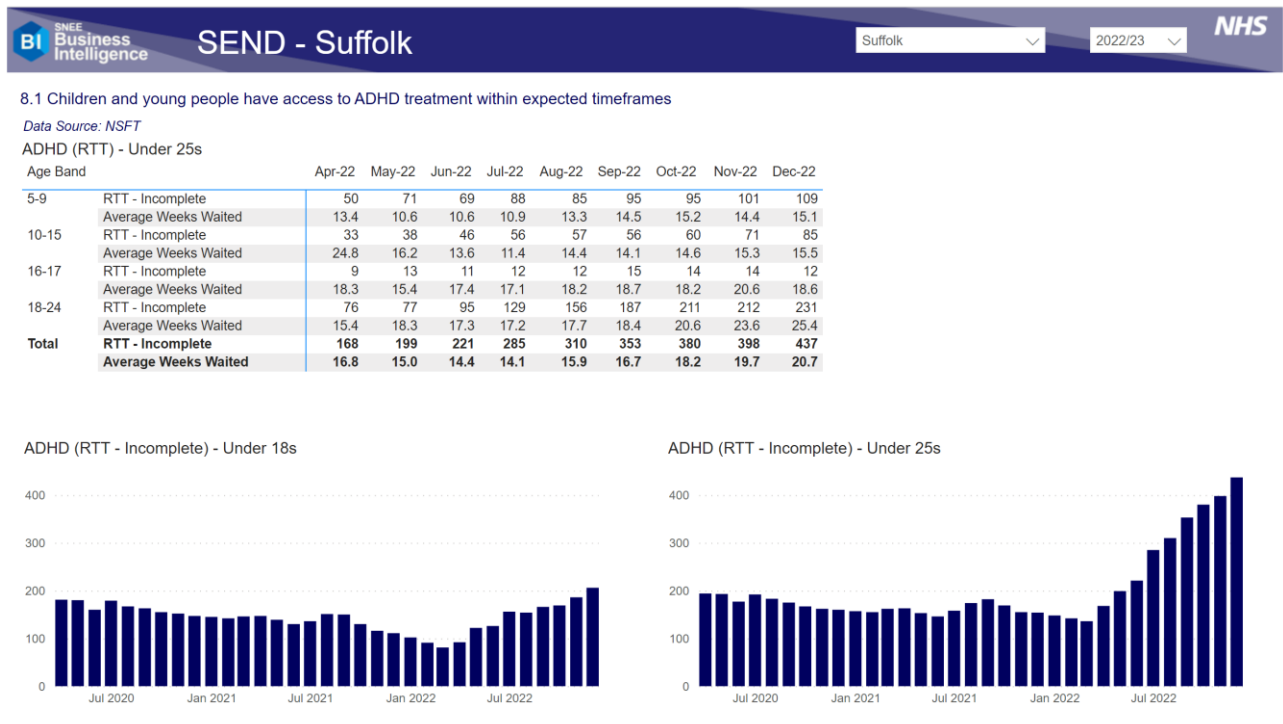 SNEE
BI Business
Intelligence
SEND - Suffolk
Suffolk
2022/23
NHS
8.1 Children and young people have access to ADHD treatment within expected timeframes
Data Source: NSFT
ADHD (RTT) - Under 25s
Age Band Apr-22 May-22 Jun-22 Jul-22 Aug-22 Sep-22 Oct-22 Nov-22 Dec-22
5-9 RTT - Incomplete 50 71 69 88 85 95 95 101 109
Average Weeks Waited 13.4 10.6 10.6 10.9 13.3 14.5 15.2 14.4 15.1
10-15 RTT - Incomplete 33 38 46 56 57 56 60 71 85
Average Weeks Waited 24.8 16.2 13.6 11.4 14.4 14.1 14.6 15.3 15.5
16-17 RTT - Incomplete 9 13 11 12 12 15 14 14 12
Average Weeks Waited 18.3 15.4 17.4 17.1 18.2 18.7 18.2 20.6 18.6
18-24 RTT - Incomplete 76 77 95 129 156 187 211 212 231
Average Weeks Waited 15.4 18.3 17.3 17.2 17.7 18.4 20.6 23.6 25.4
Total RTT - Incomplete 168 199 221 285 310 353 380 398 437
Average Weeks Waited 16.8 15.0 14.4 14.1 15.9 16.7 18.2 19.7 20.7
ADHD (RTT - Incomplete) - Under 18s
400
300
200
100
0
Jul 2020 Jan 2021 Jul 2021 Jan 2022 Jul 2022
ADHD (RTT - Incomplete) - Under 25s
400
300
200
100
0
Jul 2020 Jan 2021 Jul 2021 Jan 2022 Jul 2022